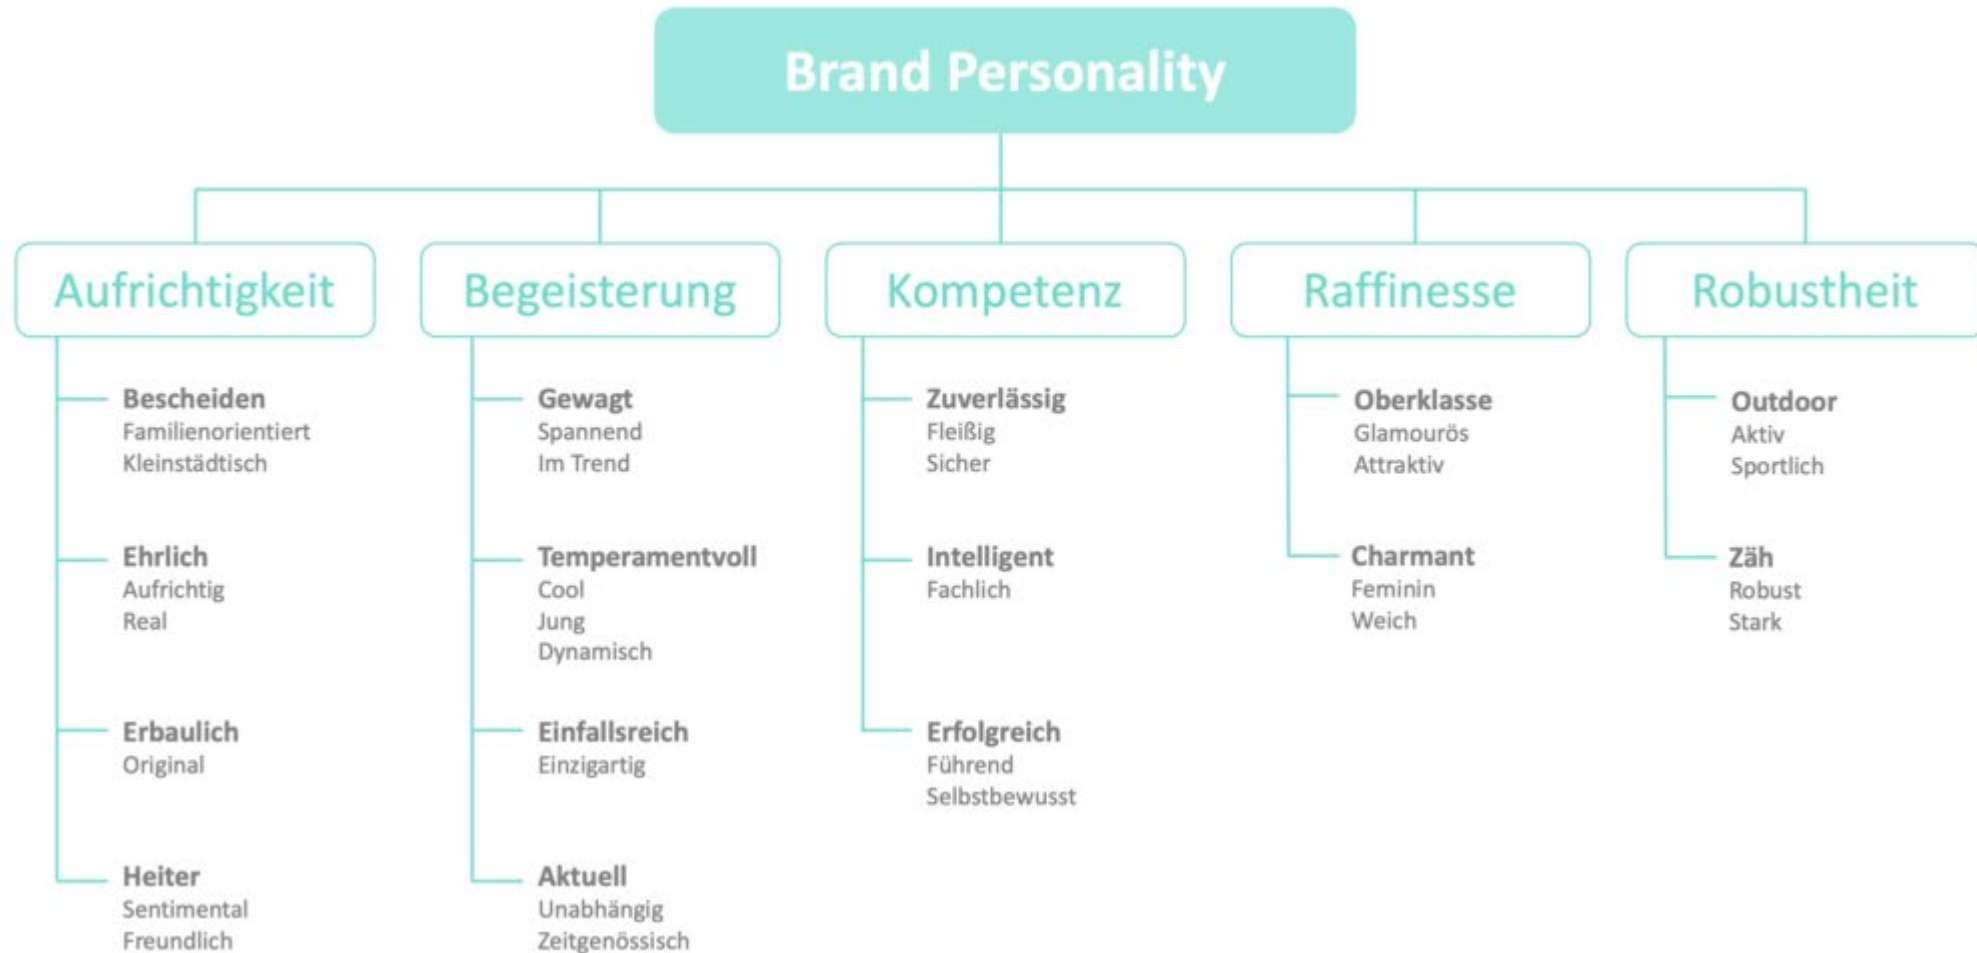 Brand Personality
Aufrichtigkeit
Bescheiden
Familienorientiert
Kleinstädtisch
Ehrlich
Aufrichtig
Real
Erbaulich
Original
Heiter
Sentimental
Freundlich
Begeisterung
Gewagt
Spannend
Im Trend
Temperamentvoll
Cool
Jung
Dynamisch
Einfallsreich
Einzigartig
Aktuell
Unabhängig
Zeitgenössisch
Kompetenz
Zuverlässig
Fleißig
Sicher
Intelligent
Fachlich
Erfolgreich
Führend
Selbstbewusst
Raffinesse
Oberklasse
Glamourös
Attraktiv
Charmant
Feminin
Weich
Robustheit
Outdoor
Aktiv
Sportlich
Zäh
Robust
Stark